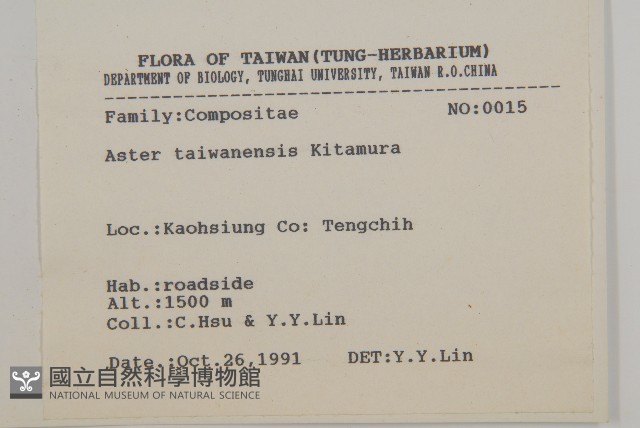 FLORA OF TAIWAN(TUNG-HERBARIUM)
DEPARTMENT OF BIOLOGY, TUNGHAI UNIVERSITY, TAIWAN R.O.CHINA
Family:Compositae NO:0015
Aster taiwanensis Kitamura
Loc.:Kaohsiung Co: Tengchih
Hab.:roadside
Alt.:1500 m
Coll.:C.Hsu & Y.Y.Lin
Date.:Oct.26,1991 DET:Y.Y.Lin
國立自然科學博物館
NATIONAL MUSEUM OF NATURAL SCIENCE